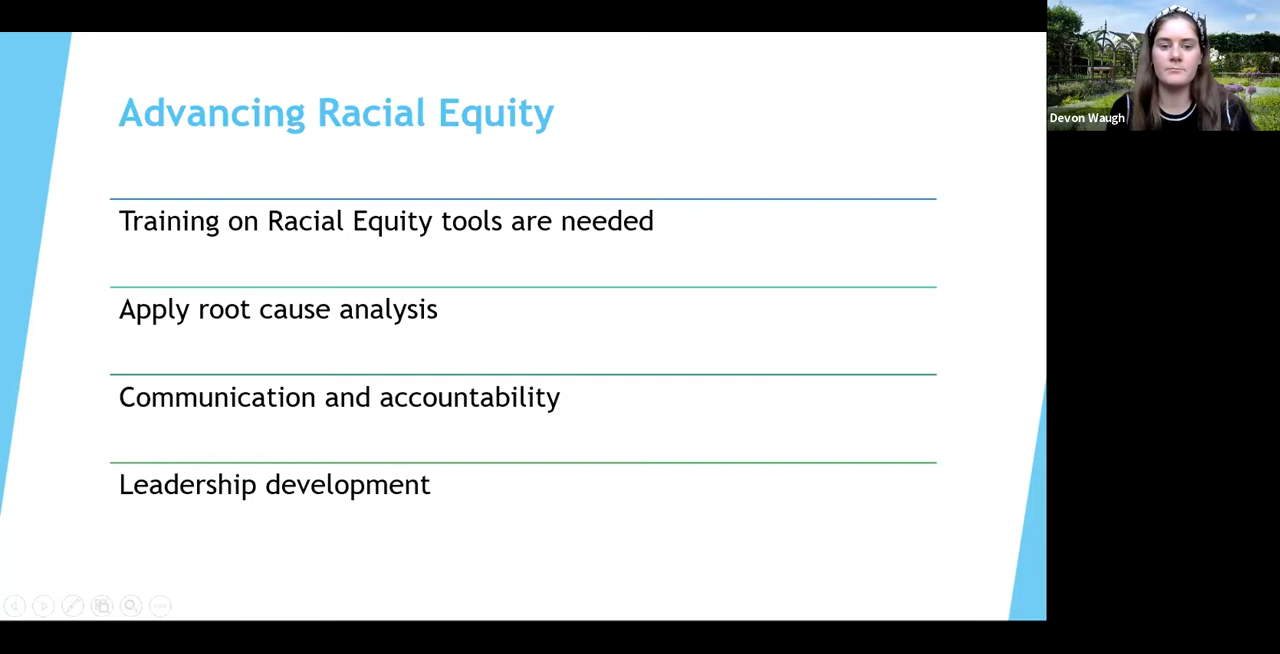 Advancing Racial Equity
Training on Racial Equity tools are needed
Apply root cause analysis
Communication and accountability
Leadership development
Devon Waugh